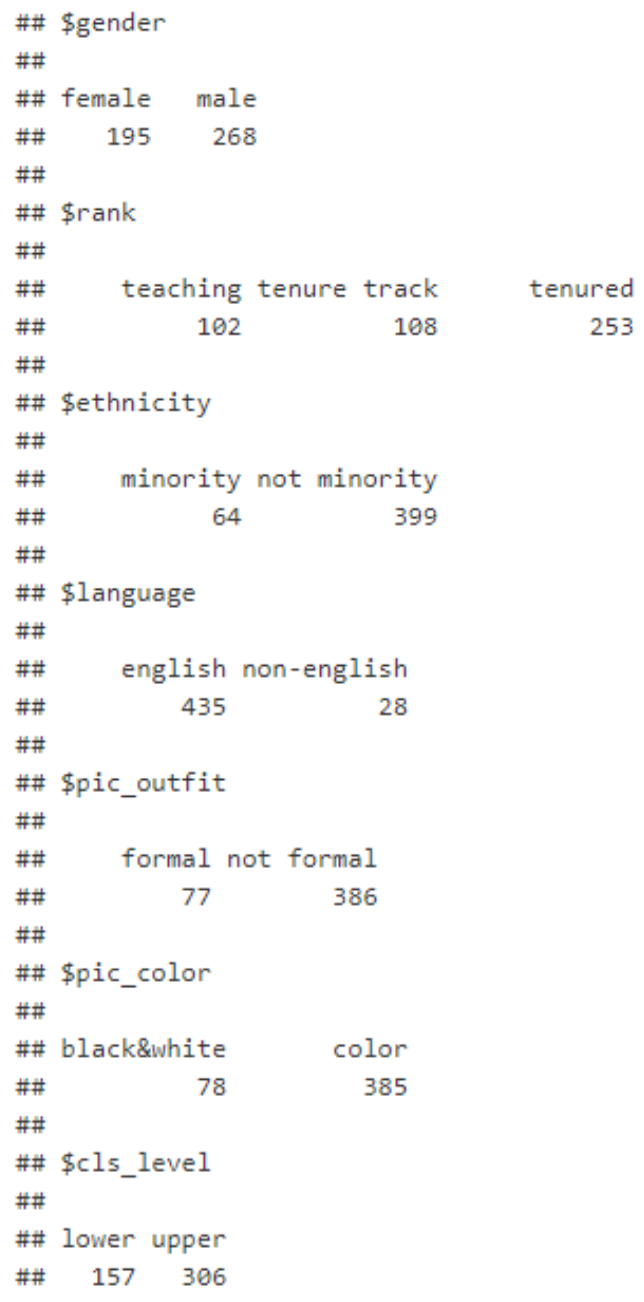 ## $gender
##
## female   male
##    195    268
##
## $rank
##
##     teaching tenure track      tenured
##          102          108          253
##
## $ethnicity
##
##     minority not minority
##           64          399
##
## $language
##
##     english non-english
##         435          28
##
## $pic_outfit
##
##     formal not formal
##         77        386
##
## $pic_color
##
## black&white       color
##          78         385
##
## $cls_level
##
## lower upper
##   157   306